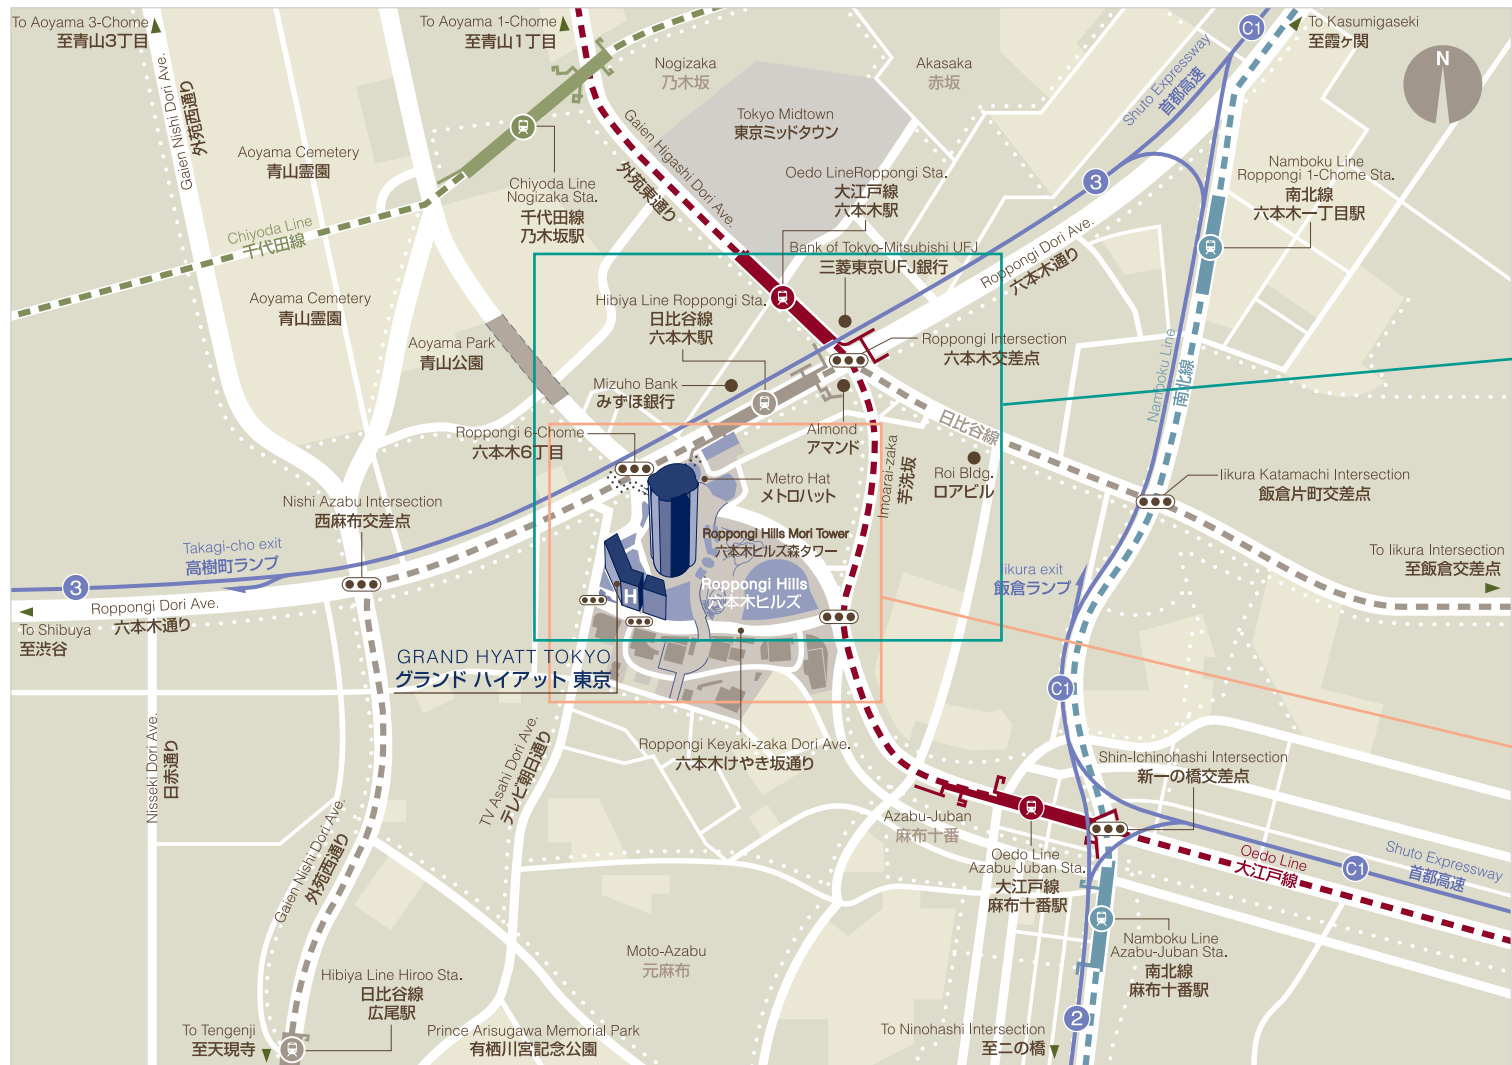 To Aoyama 3-Chome
至青山3丁目
Gaien Nishi Dori Ave.
外苑西通り
To Aoyama 1-Chome
至青山1丁目
Nogizaka
乃木坂
Akasaka
赤坂
Shuto Expressway
首都高速
C1
To Kasumigaseki
至霞ヶ関
N
Aoyama Cemetery
青山霊園
Tokyo Midtown
東京ミッドタウン
Gaien Higashi Dori Ave.
外苑東通り
Chiyoda Line
Nogizaka Sta.
千代田線
乃木坂駅
Oedo LineRoppongi Sta.
大江戸線
六本木駅
3
Namboku Line
Roppongi 1-Chome Sta.
南北線
六本木一丁目駅
Chiyoda Line
千代田線
Bank of Tokyo-Mitsubishi UFJ
三菱東京UFJ銀行
Roppongi Dori Ave.
六本木通り
Aoyama Cemetery
青山霊園
Hibiya Line Roppongi Sta.
日比谷線
六本木駅
Aoyama Park
青山公園
Roppongi Intersection
六本木交差点
Namboku Line
南北線
Mizuho Bank
みずほ銀行
Almond
アマンド
日比谷線
Roppongi 6-Chome
六本木6丁目
Imoarai-zaka
芋洗坂
Roi Bldg.
ロアビル
Metro Hat
メトロハット
Iikura Katamachi Intersection
飯倉片町交差点
Nishi Azabu Intersection
西麻布交差点
Roppongi Hills Mori Tower
六本木ヒルズ森タワー
Takagi-cho exit
高樹町ランプ
Iikura exit
飯倉ランプ
To Iikura Intersection
至飯倉交差点
3
H
Roppongi Hills
六本木ヒルズ
Roppongi Dori Ave.
六本木通り
To Shibuya
至渋谷
GRAND HYATT TOKYO
グランド ハイアット 東京
C1
Nisseki Dori Ave.
日赤通り
TV Asahi Dori Ave.
テレビ朝日通り
Roppongi Keyaki-zaka Dori Ave.
六本木けやき坂通り
Shin-Ichinohashi Intersection
新一の橋交差点
Gaien Nishi Dori Ave.
外苑西通り
Azabu-Juban
麻布十番
Oedo Line
Azabu-Juban Sta.
大江戸線
麻布十番駅
Oedo Line
大江戸線
C1
Shuto Expressway
首都高速
Moto-Azabu
元麻布
Namboku Line
Azabu-Juban Sta.
南北線
麻布十番駅
Hibiya Line Hiroo Sta.
日比谷線
広尾駅
2
To Tengenji
至天現寺
Prince Arisugawa Memorial Park
有栖川宮記念公園
To Ninohashi Intersection
至二の橋